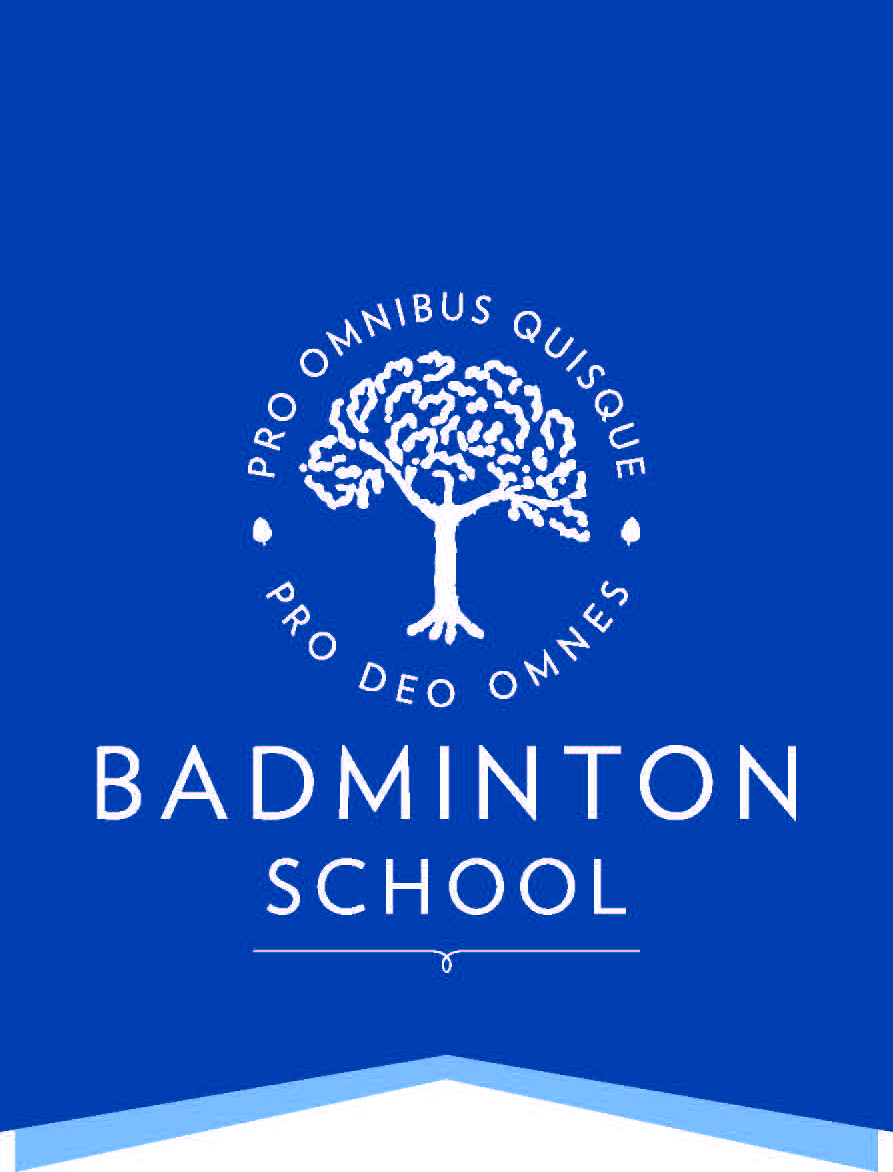 PRO OMNIBUS QUISQUE
PRO DEO OMNES
BADMINTON
SCHOOL